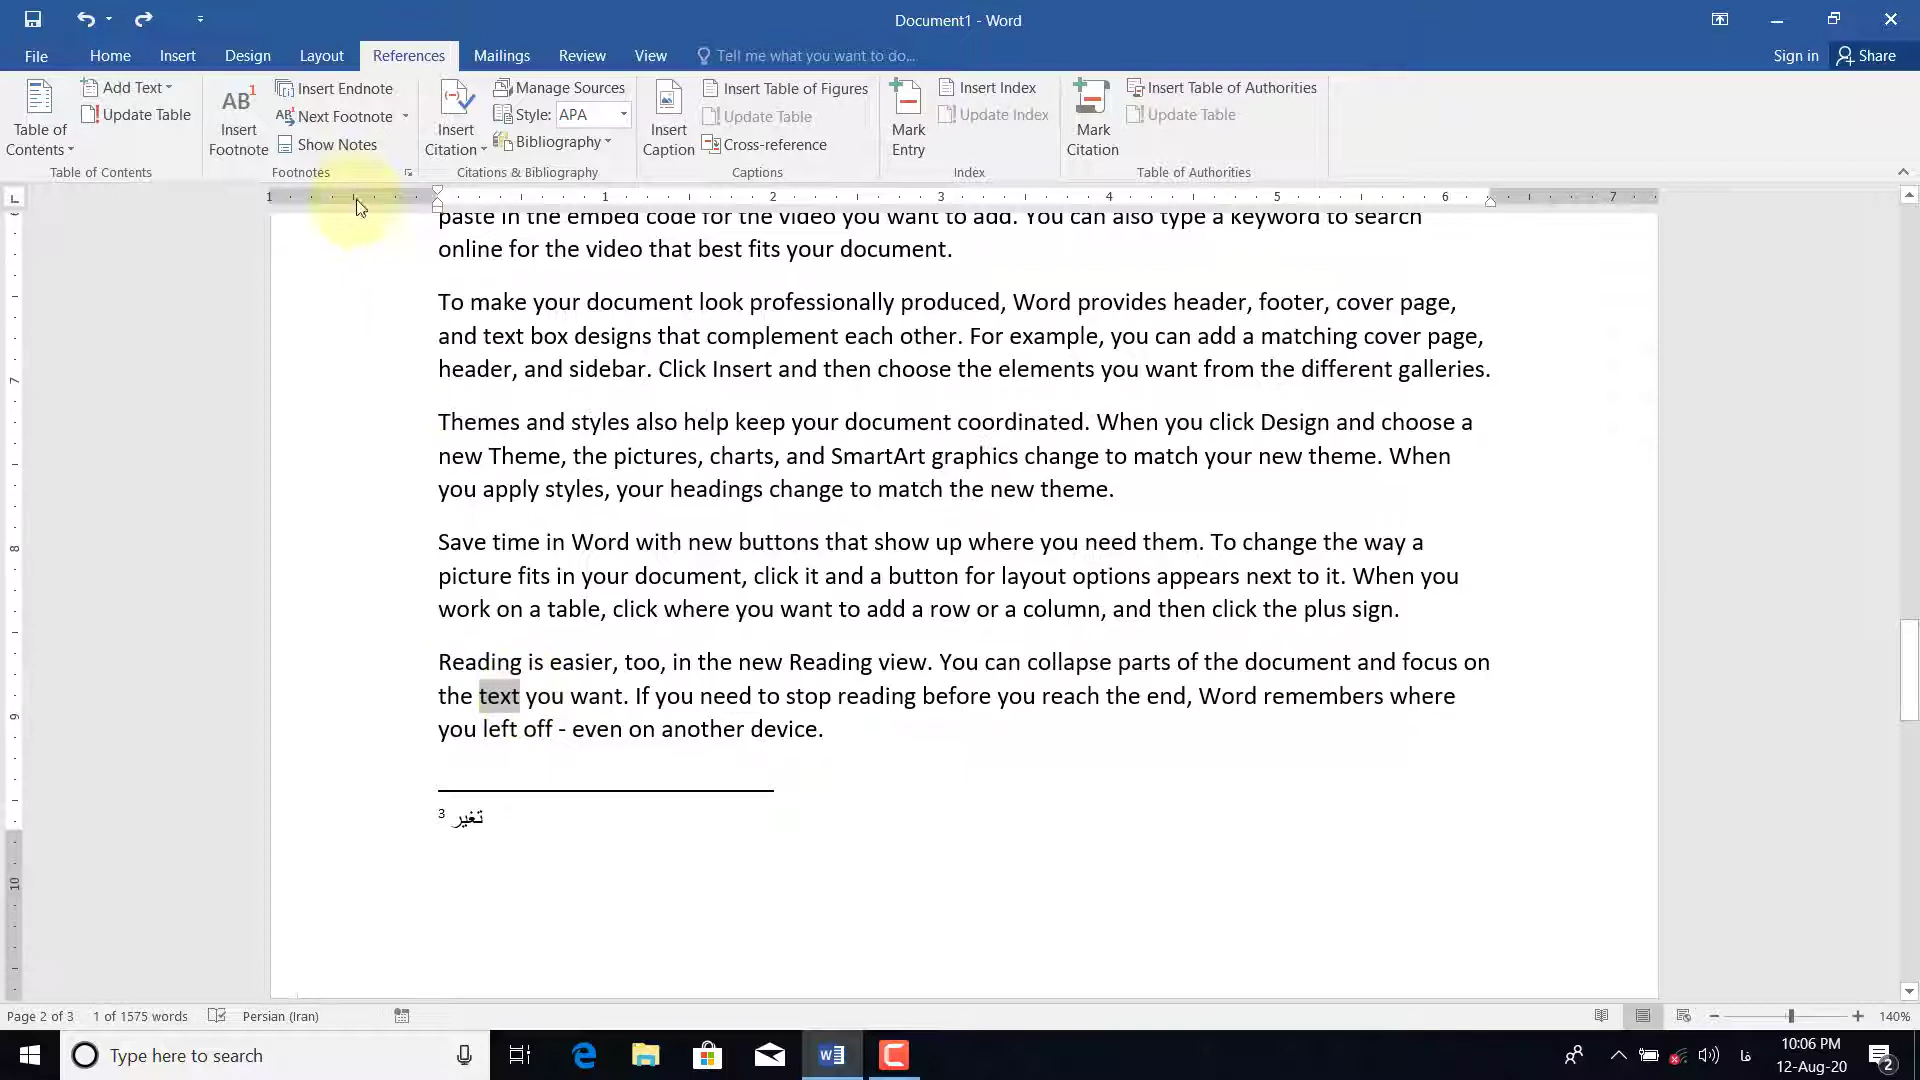 Document1 - Word
File Home Insert Design Layout References Mailings Review View Tell me what you want to do... Sign in Share
Table of Contents
Add Text
Update Table
Table of Contents
AB1 Insert Footnote
Insert Endnote
AB1 Next Footnote
Show Notes
Footnotes
Insert Citation
Manage Sources
Style: APA
Bibliography
Citations & Bibliography
Insert Caption
Insert Table of Figures
Update Table
Cross-reference
Captions
Mark Entry
Insert Index
Update Index
Index
Mark Citation
Insert Table of Authorities
Update Table
Table of Authorities
1 1 2 3 4 5 6 7
paste in the embed code for the video you want to add. You can also type a keyword to search
online for the video that best fits your document.
To make your document look professionally produced, Word provides header, footer, cover page,
and text box designs that complement each other. For example, you can add a matching cover page,
header, and sidebar. Click Insert and then choose the elements you want from the different galleries.
Themes and styles also help keep your document coordinated. When you click Design and choose a
new Theme, the pictures, charts, and SmartArt graphics change to match your new theme. When
you apply styles, your headings change to match the new theme.
Save time in Word with new buttons that show up where you need them. To change the way a
picture fits in your document, click it and a button for layout options appears next to it. When you
work on a table, click where you want to add a row or a column, and then click the plus sign.
Reading is easier, too, in the new Reading view. You can collapse parts of the document and focus on
the text you want. If you need to stop reading before you reach the end, Word remembers where
you left off - even on another device.
3 تغیر
7
8
9
10
Page 2 of 3 1 of 1575 words Persian (Iran) 140%
Type here to search
فا
10:06 PM
12-Aug-20
2